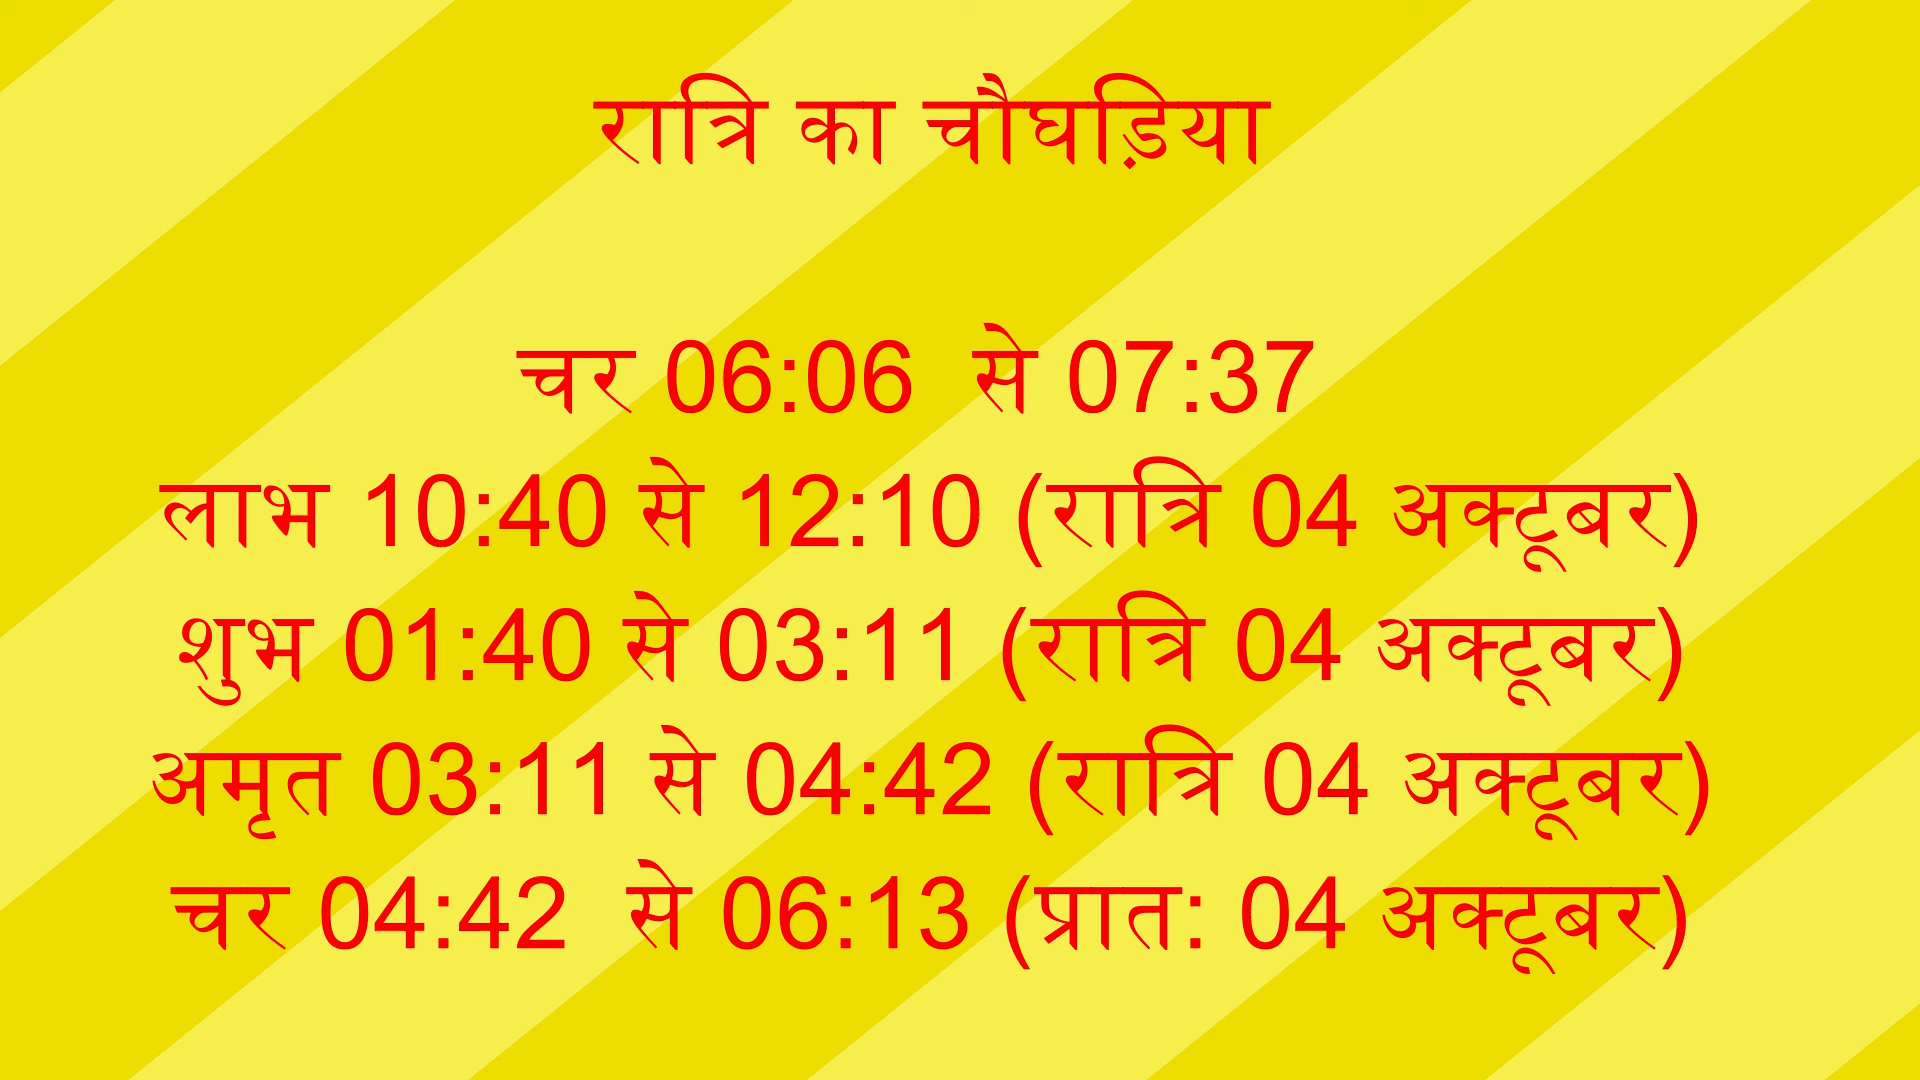 रात्रि का चौघड़िया
चर 06:06 से 07:37
लाभ 10:40 से 12:10 (रात्रि 04 अक्टूबर)
शुभ 01:40 से 03:11 (रात्रि 04 अक्टूबर)
अमृत 03:11 से 04:42 (रात्रि 04 अक्टूबर)
चर 04:42 से 06:13 (प्रात: 04 अक्टूबर)